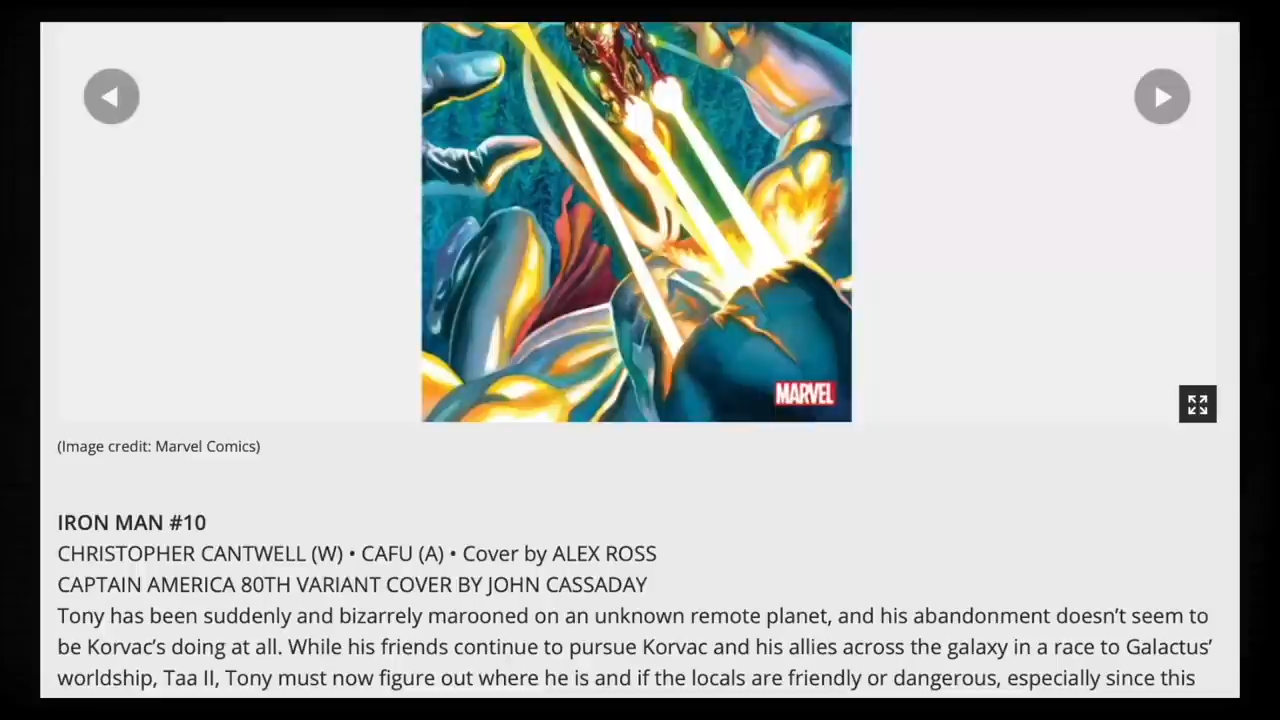 MARVEL
(Image credit: Marvel Comics)
IRON MAN #10
CHRISTOPHER CANTWELL (W) • CAFU (A) • Cover by ALEX ROSS
CAPTAIN AMERICA 80TH VARIANT COVER BY JOHN CASSADAY
Tony has been suddenly and bizarrely marooned on an unknown remote planet, and his abandonment doesn’t seem to
be Korvac’s doing at all. While his friends continue to pursue Korvac and his allies across the galaxy in a race to Galactus’
worldship, Taa II, Tony must now figure out where he is and if the locals are friendly or dangerous, especially since this